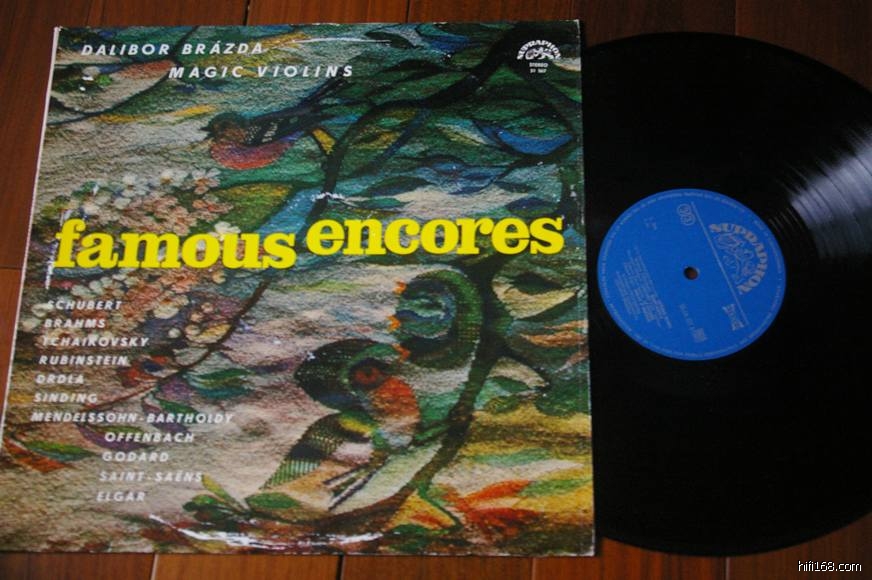 DALIBOR BRÁZDA
MAGIC VIOLINS
SUPRAPHON
STEREO
famous encores
SCHUBERT
BRAHMS
TCHAIKOVSKY
RUBINSTEIN
DRDLA
SINDING
MENDELSSOHN-BARTHOLDY
OFFENBACH
GODARD
SAINT-SAËNS
ELGAR
SUPRAPHON
hifi168.com